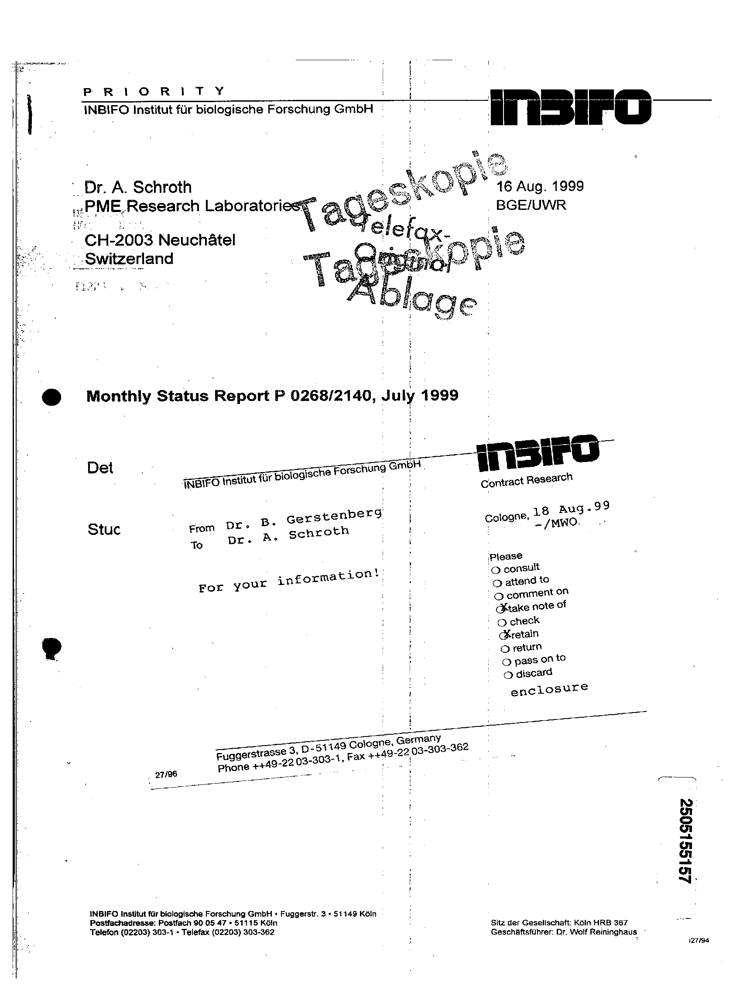 P R I O R I T Y
INBIFO Institut für biologische Forschung GmbH
INBIFO
Dr. A. Schroth
PME Research Laboratories
CH-2003 Neuchâtel
Switzerland
16 Aug. 1999
BGE/UWR
Tageskopie
Telefax-
Original
Tageskopie
Ablage
Monthly Status Report P 0268/2140, July 1999
Det
Stuc
INBIFO Institut für biologische Forschung GmbH
INBIFO
Contract Research
From Dr. B. Gerstenberg
To Dr. A. Schroth
Cologne, 18 Aug.99
-/MWO.
For your information!
Please
O consult
O attend to
O comment on
X take note of
O check
X retain
O return
O pass on to
O discard
enclosure
Fuggerstrasse 3, D-51149 Cologne, Germany
Phone ++49-22 03-303-1, Fax ++49-22 03-303-362
27/96
2505155157
INBIFO Institut für biologische Forschung GmbH • Fuggerstr. 3 • 51149 Köln
Postfachadresse: Postfach 90 05 47 • 51115 Köln
Telefon (02203) 303-1 • Telefax (02203) 303-362
Sitz der Gesellschaft: Köln HRB 367
Geschäftsführer: Dr. Wolf Reininghaus
I27/94